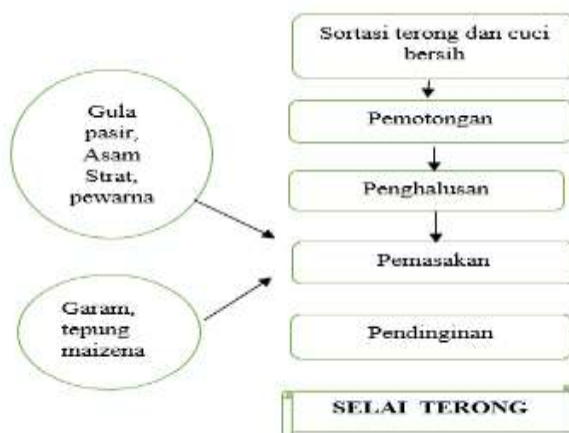 Sortasi terong dan cuci
bersih
Gula
pasir,
Asam
Strat,
pewarna
Pemotongan
Penghalusan
Pemasakan
Garam,
tepung
maizena
Pendinginan
SELAI TERONG